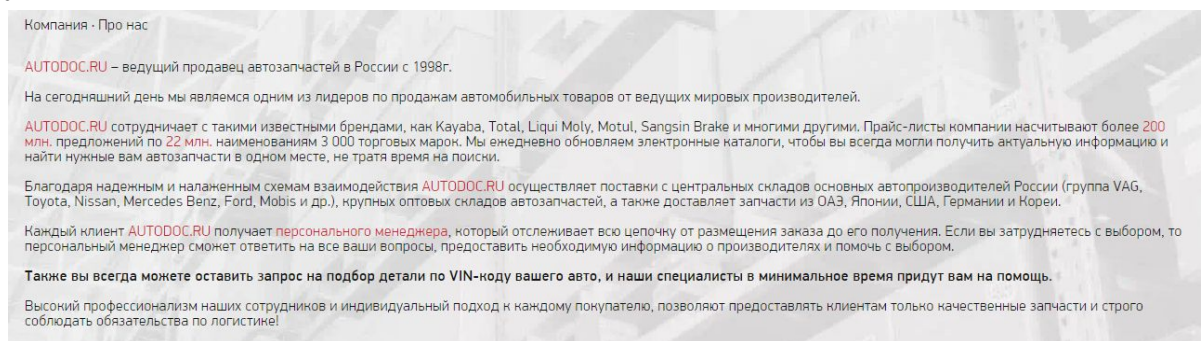 Компания · Про нас
AUTODOC.RU – ведущий продавец автозапчастей в России с 1998г.
На сегодняшний день мы являемся одним из лидеров по продажам автомобильных товаров от ведущих мировых производителей.
AUTODOC.RU сотрудничает с такими известными брендами, как Kayaba, Total, Liqui Moly, Motul, Sangsin Brake и многими другими. Прайс-листы компании насчитывают более 200
млн. предложений по 22 млн. наименованиям 3 000 торговых марок. Мы ежедневно обновляем электронные каталоги, чтобы вы всегда могли получить актуальную информацию и
найти нужные вам автозапчасти в одном месте, не тратя время на поиски.
Благодаря надежным и налаженным схемам взаимодействия AUTODOC.RU осуществляет поставки с центральных складов основных автопроизводителей России (группа VAG,
Toyota, Nissan, Mercedes Benz, Ford, Mobis и др.), крупных оптовых складов автозапчастей, а также доставляет запчасти из ОАЭ, Японии, США, Германии и Кореи.
Каждый клиент AUTODOC.RU получает персонального менеджера, который отслеживает всю цепочку от размещения заказа до его получения. Если вы затрудняетесь с выбором, то
персональный менеджер сможет ответить на все ваши вопросы, предоставить необходимую информацию о производителях и помочь с выбором.
Также вы всегда можете оставить запрос на подбор детали по VIN-коду вашего авто, и наши специалисты в минимальное время придут вам на помощь.
Высокий профессионализм наших сотрудников и индивидуальный подход к каждому покупателю, позволяют предоставлять клиентам только качественные запчасти и строго
соблюдать обязательства по логистике!